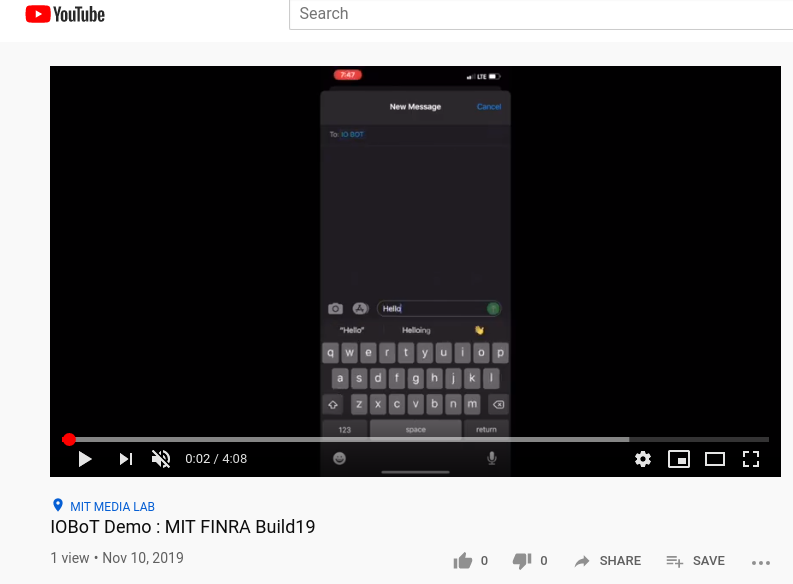 YouTube
Search
7:47
LTE
New Message
Cancel
To: IO BOT
Hello
"Hello"
Helloing
q w e r t y u i o p
a s d f g h j k l
z x c v b n m
123
space
return
0:02 / 4:08
MIT MEDIA LAB
IOBoT Demo : MIT FINRA Build19
1 view • Nov 10, 2019
0
0
SHARE
SAVE